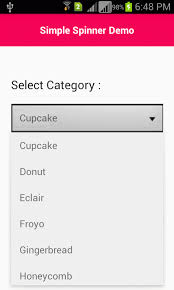 98% 6:48 PM
Simple Spinner Demo
Select Category :
Cupcake
Cupcake
Donut
Eclair
Froyo
Gingerbread
Honeycomb